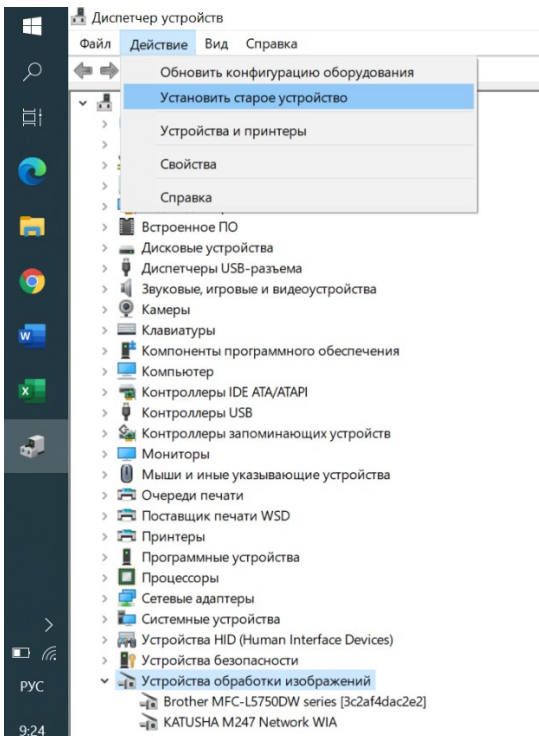 Диспетчер устройств
Файл Действие Вид Справка
Обновить конфигурацию оборудования
Установить старое устройство
Устройства и принтеры
Свойства
Справка
Встроенное ПО
Дисковые устройства
Диспетчеры USB-разъема
Звуковые, игровые и видеоустройства
Камеры
Клавиатуры
Компоненты программного обеспечения
Компьютер
Контроллеры IDE ATA/ATAPI
Контроллеры USB
Контроллеры запоминающих устройств
Мониторы
Мыши и иные указывающие устройства
Очереди печати
Поставщик печати WSD
Принтеры
Программные устройства
Процессоры
Сетевые адаптеры
Системные устройства
Устройства HID (Human Interface Devices)
Устройства безопасности
Устройства обработки изображений
Brother MFC-L5750DW series [3c2af4dac2e2]
KATUSHA M247 Network WIA
W
X
РУС
9:24